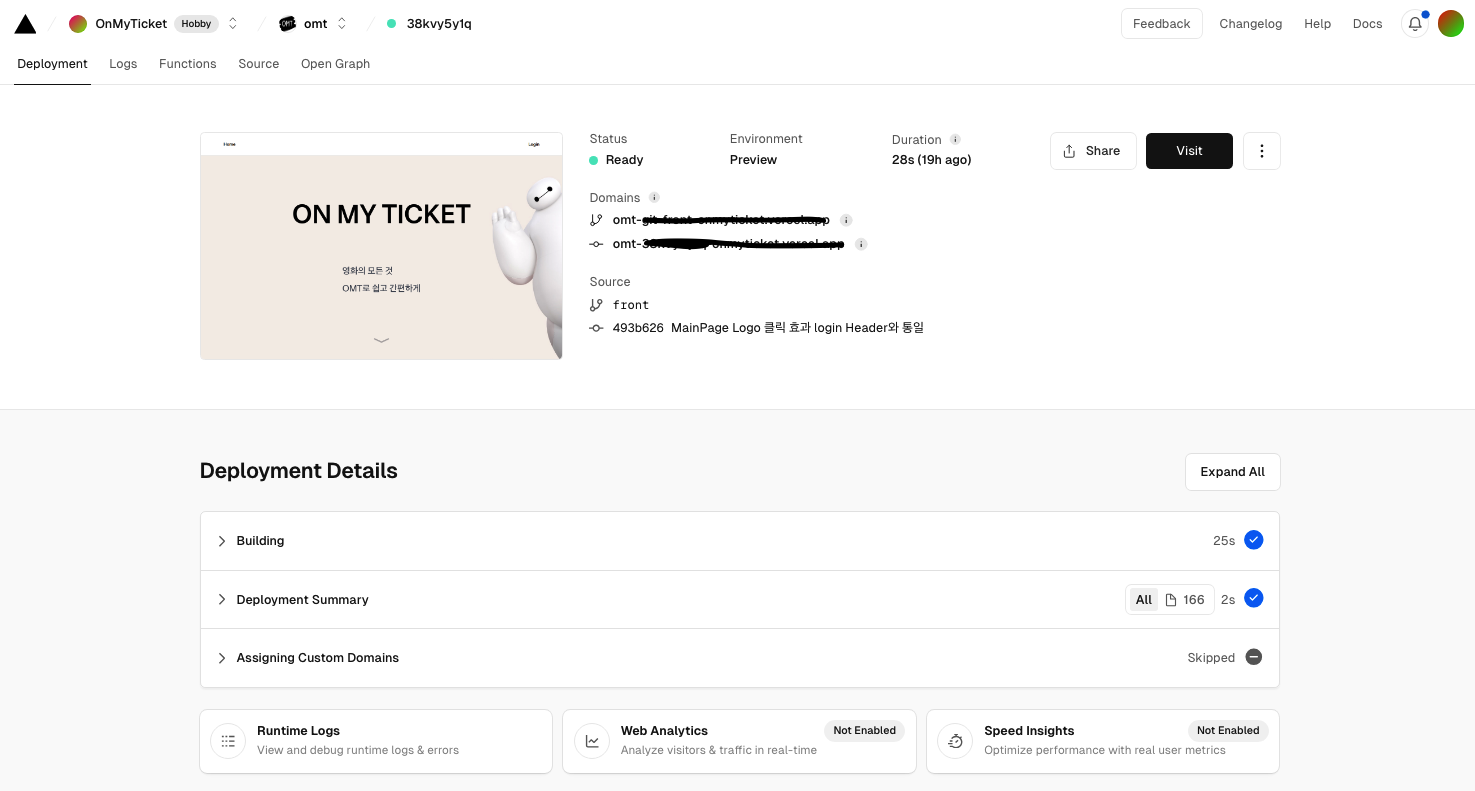 OnMyTicket Hobby omt 38kvy5y1q
Feedback Changelog Help Docs
Deployment Logs Functions Source Open Graph
Home Login
ON MY TICKET
영화의 모든 것
OMT로 쉽고 간편하게
Status Environment Duration
Ready Preview 28s (19h ago)
Share Visit
Domains
omt-
omt-
Source
front
493b626 MainPage Logo 클릭 효과 login Header와 통일
Deployment Details
Expand All
Building 25s
Deployment Summary All 166 2s
Assigning Custom Domains Skipped
Runtime Logs
View and debug runtime logs & errors
Web Analytics Not Enabled
Analyze visitors & traffic in real-time
Speed Insights Not Enabled
Optimize performance with real user metrics